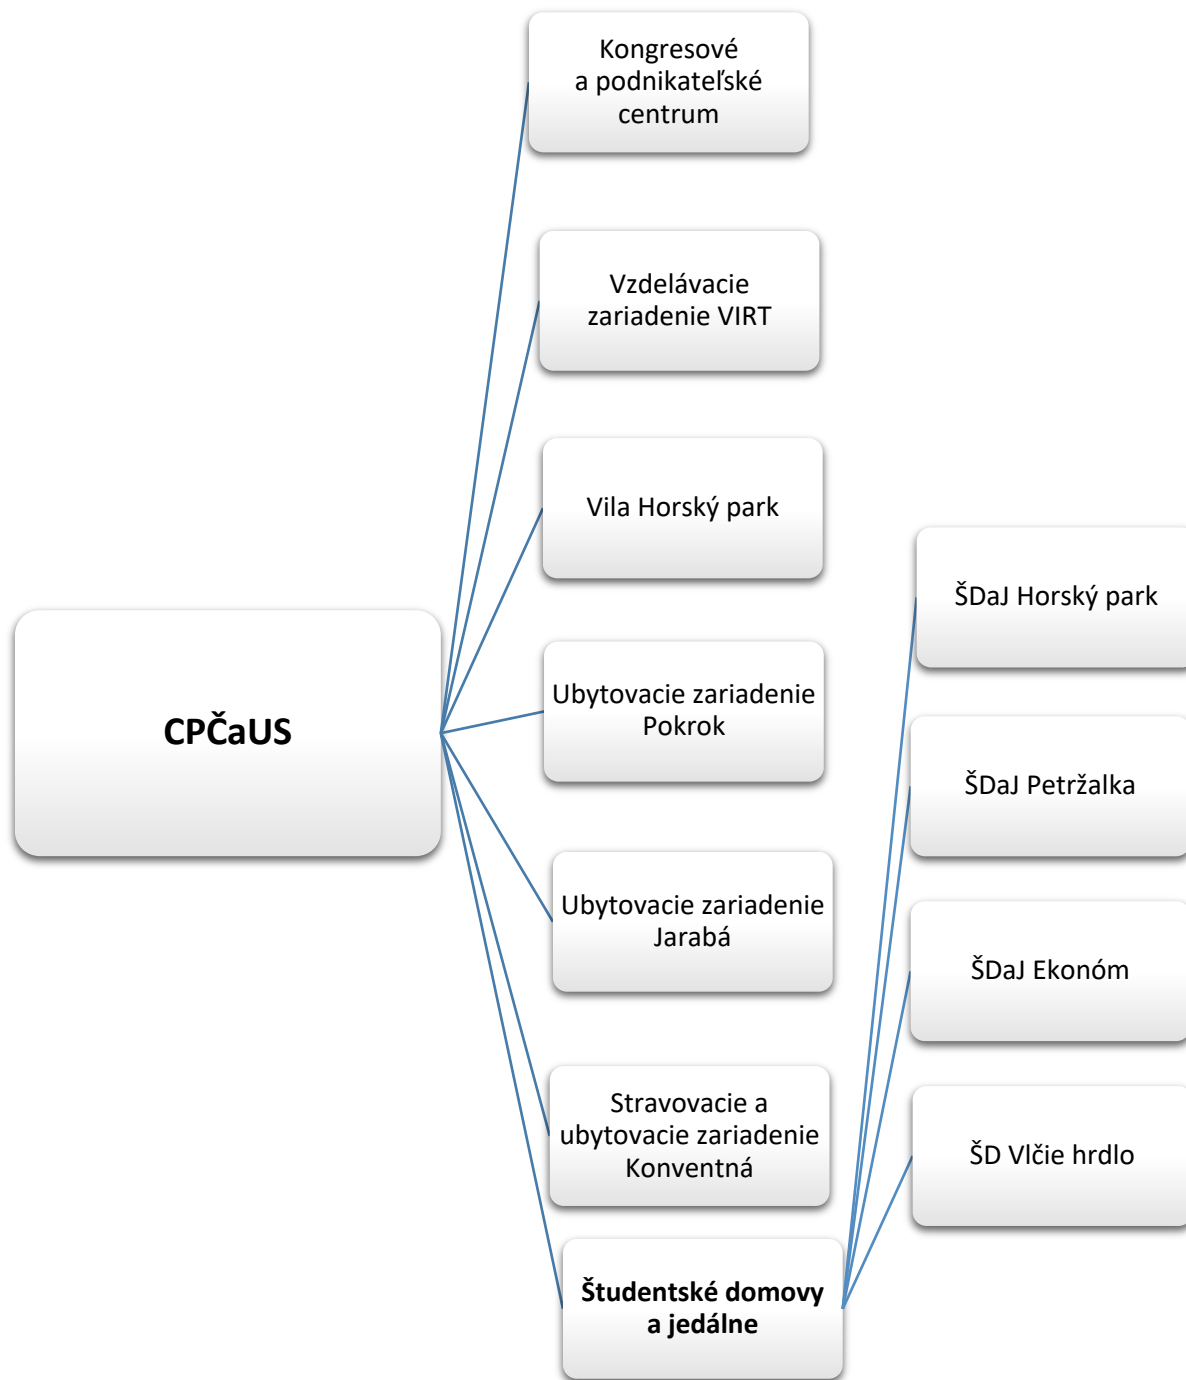 Kongresové
a podnikateľské
centrum
Vzdelávacie
zariadenie VIRT
Vila Horský park
CPČaUS
Ubytovacie zariadenie
Pokrok
Ubytovacie zariadenie
Jarabá
Stravovacie a
ubytovacie zariadenie
Konventná
Študentské domovy
a jedálne
ŠDaJ Horský park
ŠDaJ Petržalka
ŠDaJ Ekonóm
ŠD Vlčie hrdlo